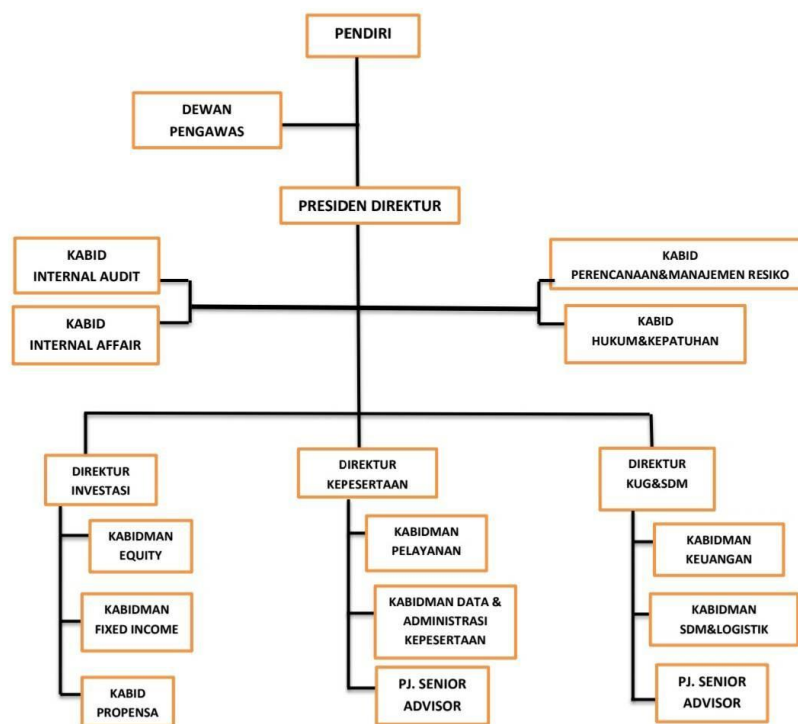 PENDIRI
DEWAN
PENGAWAS
PRESIDEN DIREKTUR
KABID
INTERNAL AUDIT
KABID
PERENCANAAN&MANAJEMEN RESIKO
KABID
INTERNAL AFFAIR
KABID
HUKUM&KEPATUHAN
DIREKTUR
INVESTASI
KABIDMAN
EQUITY
KABIDMAN
FIXED INCOME
KABID
PROPENSA
DIREKTUR
KEPESERTAAN
KABIDMAN
PELAYANAN
KABIDMAN DATA &
ADMINISTRASI
KEPESERTAAN
PJ. SENIOR
ADVISOR
DIREKTUR
KUG&SDM
KABIDMAN
KEUANGAN
KABIDMAN
SDM&LOGISTIK
PJ. SENIOR
ADVISOR